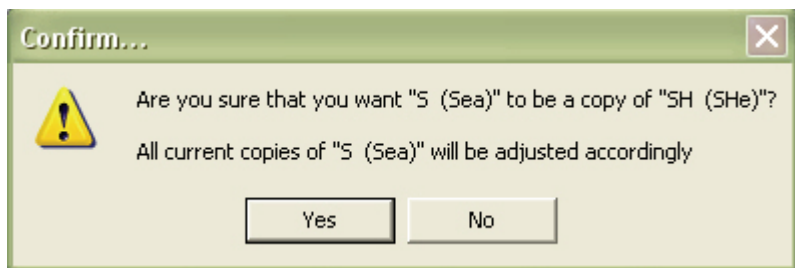 Confirm...
Are you sure that you want "S (Sea)" to be a copy of "SH (SHe)"?
All current copies of "S (Sea)" will be adjusted accordingly
Yes No